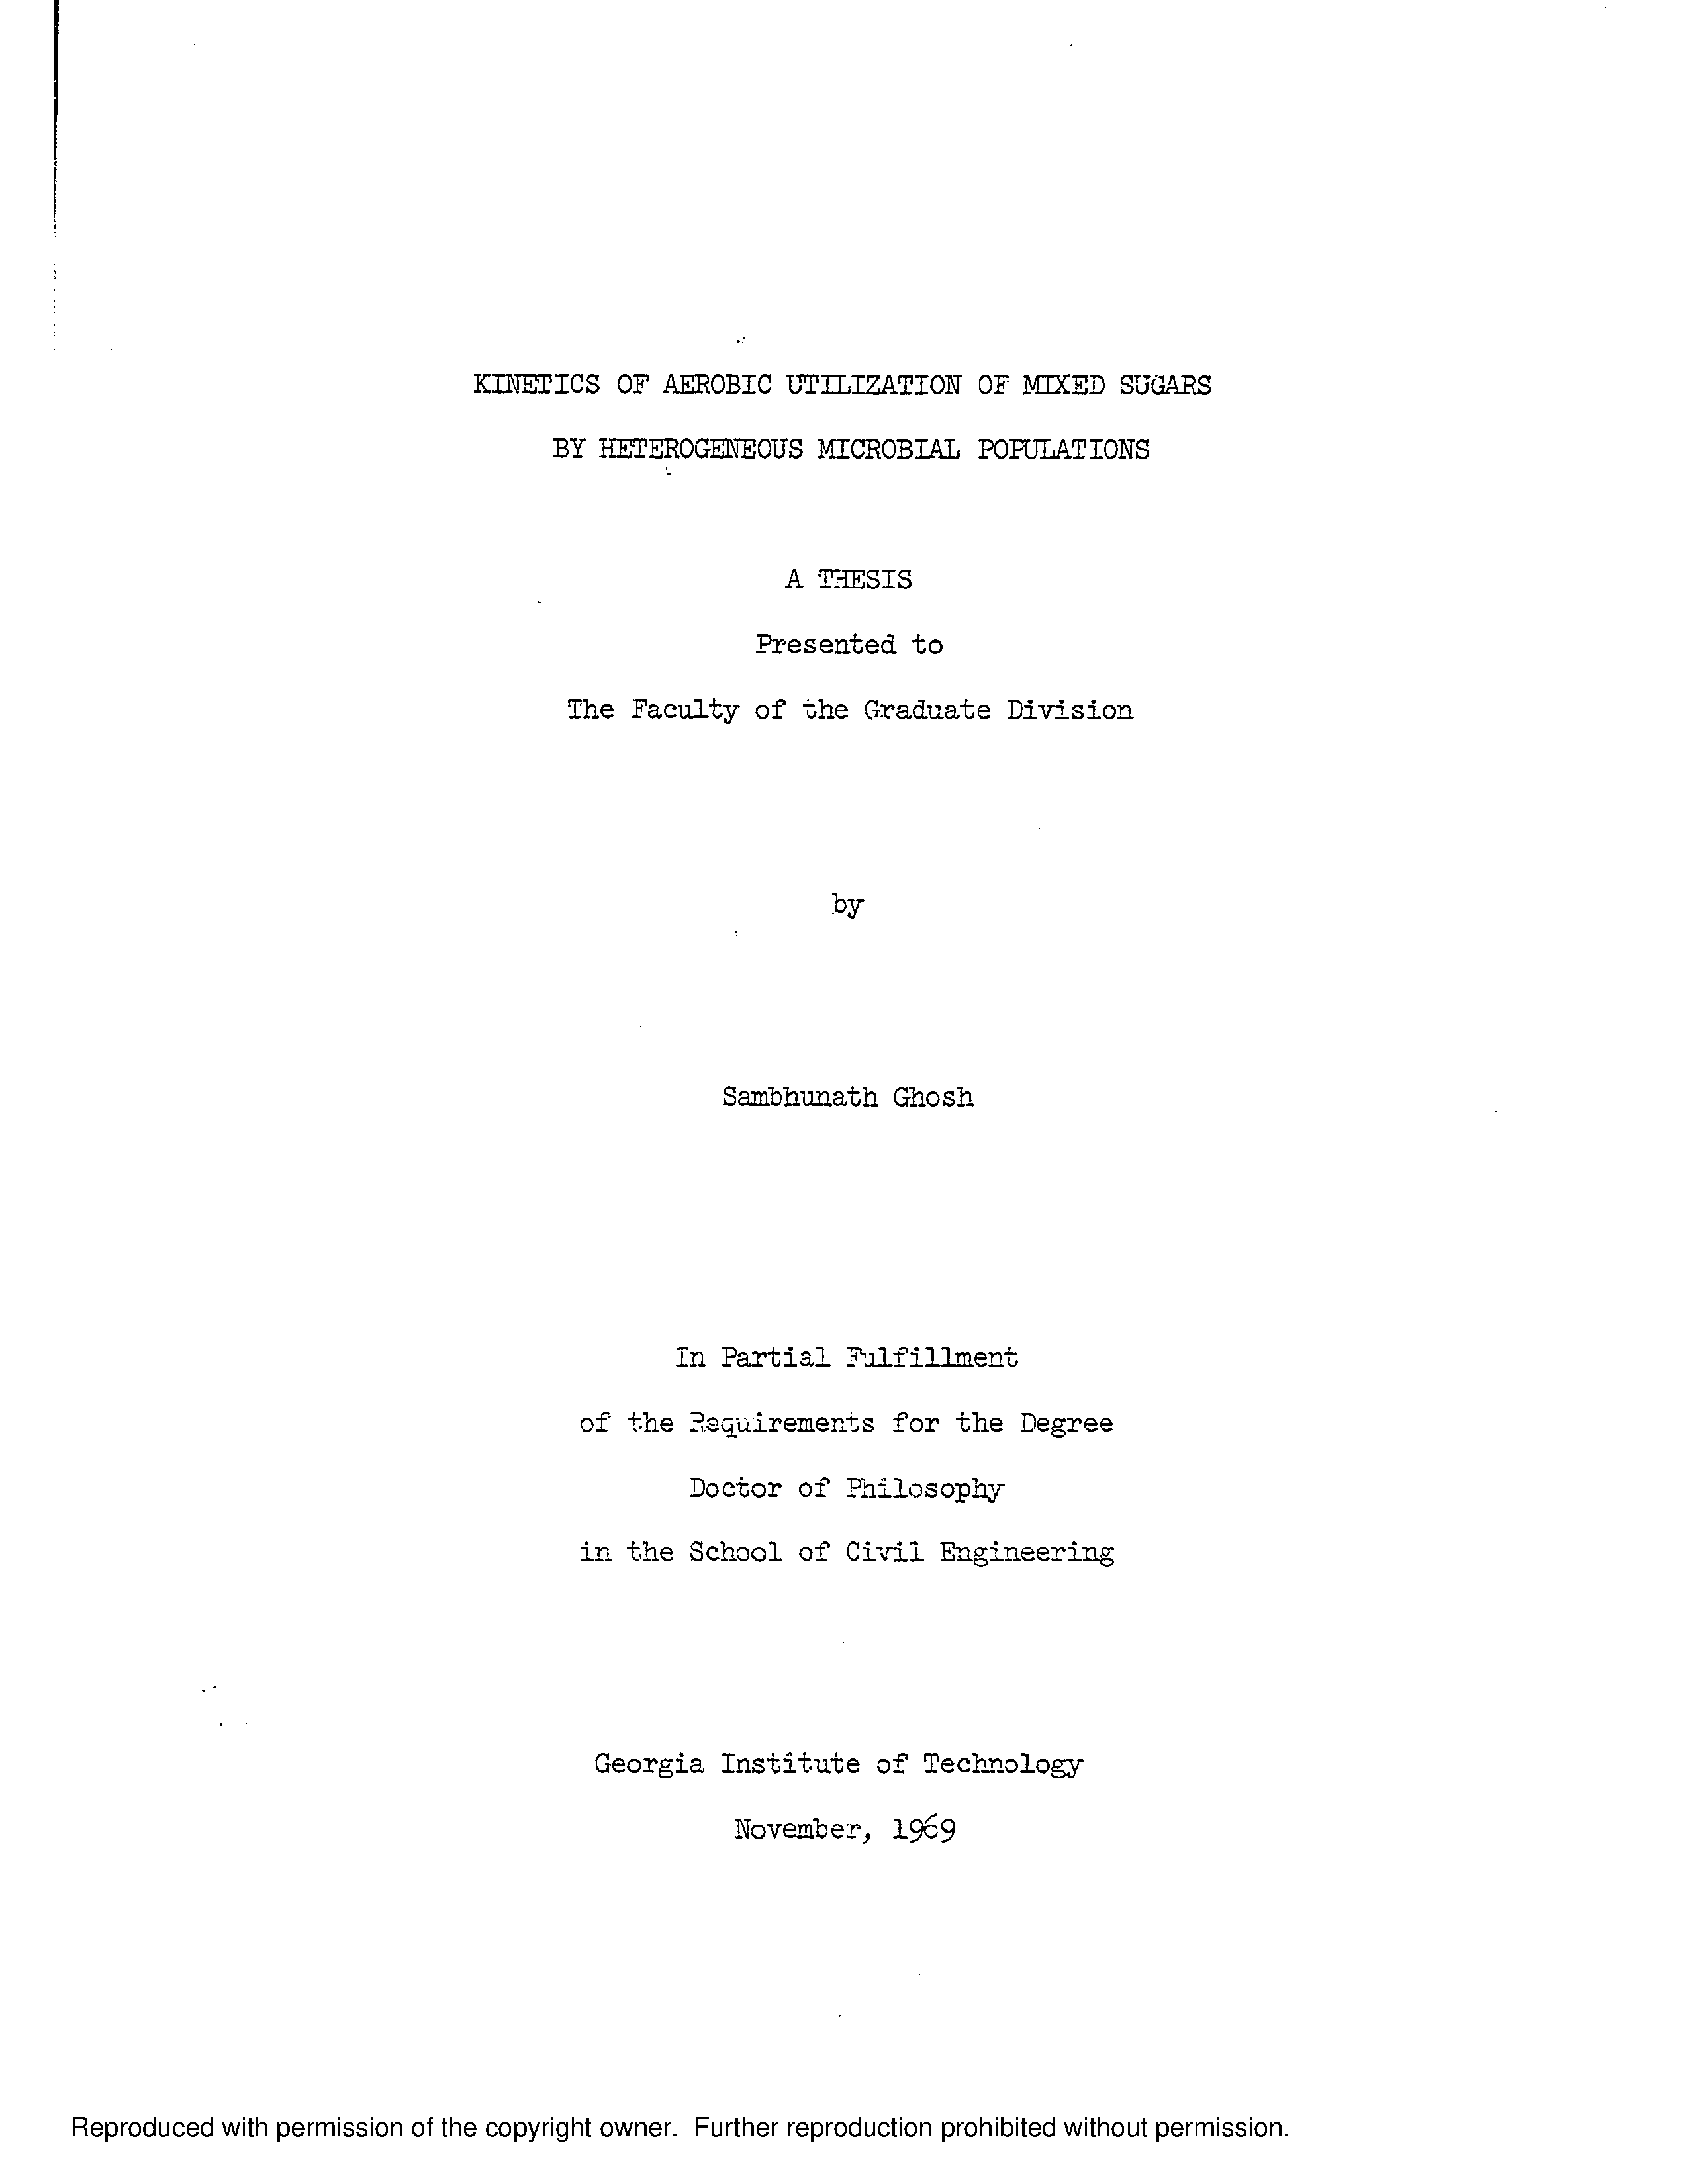 KINETICS OF AEROBIC UTILIZATION OF MIXED SUGARS
BY HETEROGENEOUS MICROBIAL POPULATIONS
A THESIS
Presented to
The Faculty of the Graduate Division
by
Sambhunath Ghosh
In Partial Fulfillment
of the Requirements for the Degree
Doctor of Philosophy
in the School of Civil Engineering
Georgia Institute of Technology
November, 1969
Reproduced with permission of the copyright owner. Further reproduction prohibited without permission.